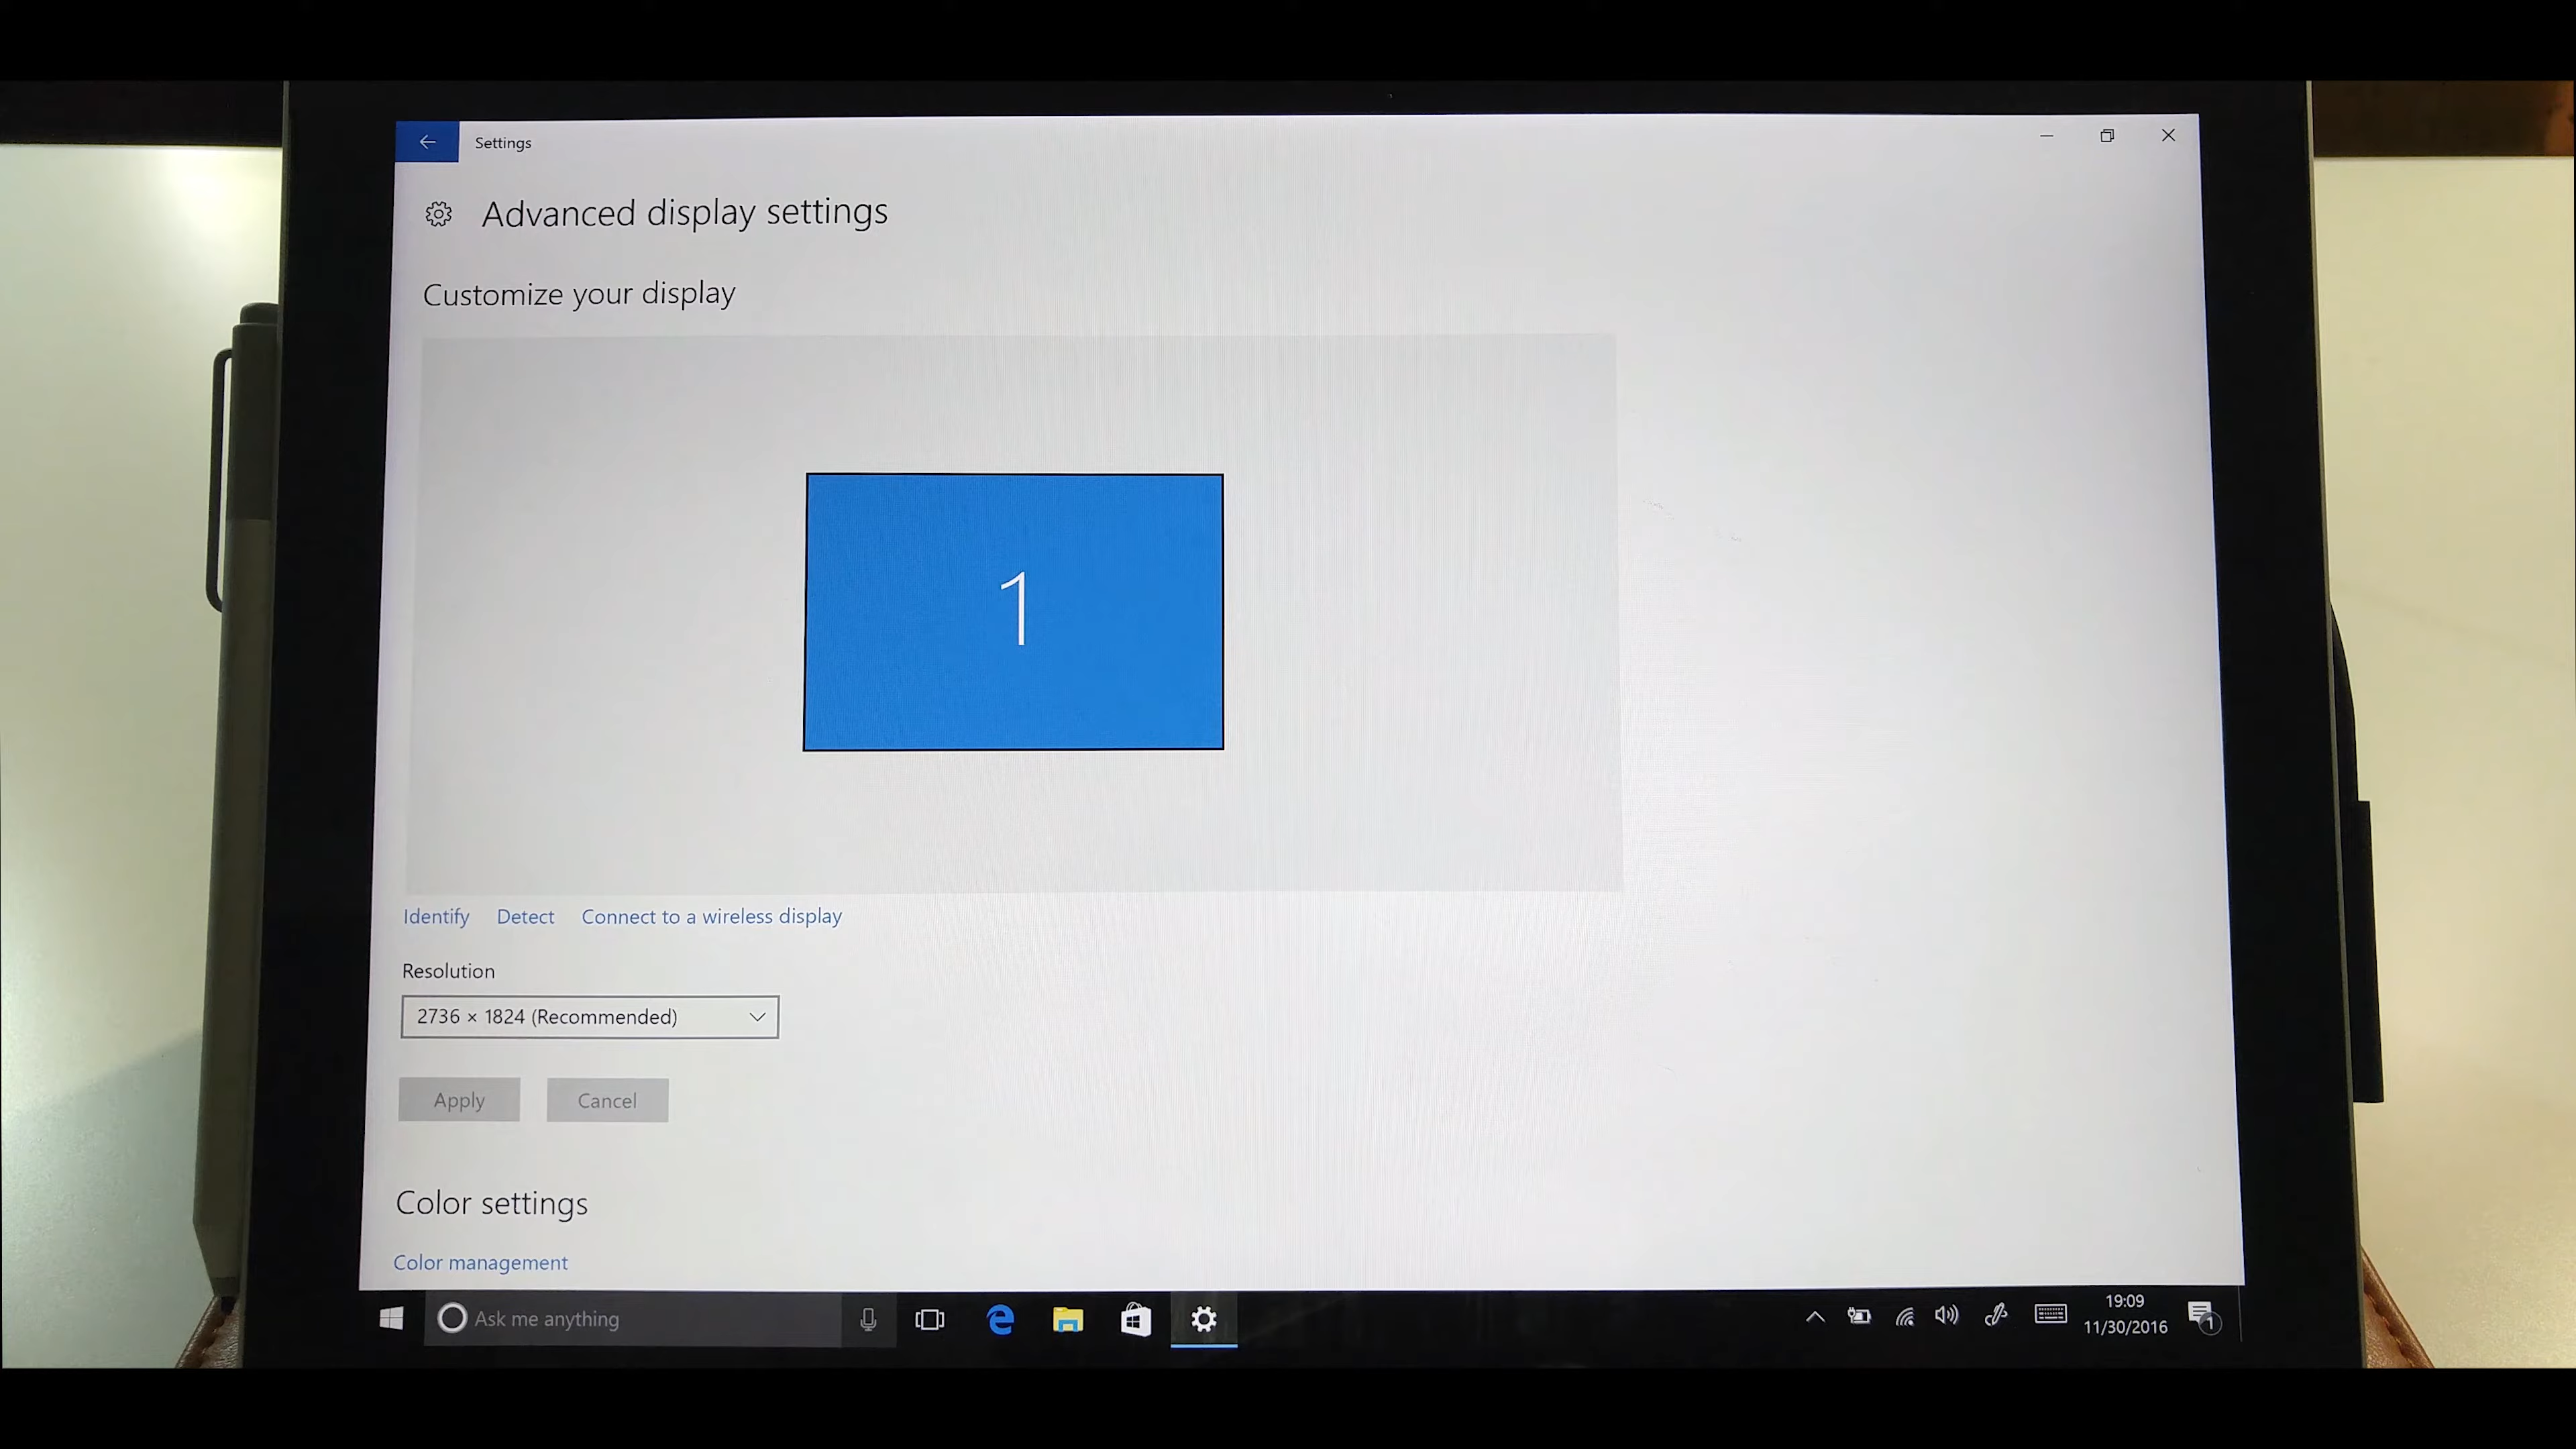 Settings
Advanced display settings
Customize your display
1
Identify Detect Connect to a wireless display
Resolution
2736 × 1824 (Recommended)
Apply Cancel
Color settings
Color management
Ask me anything
19:09
11/30/2016
1